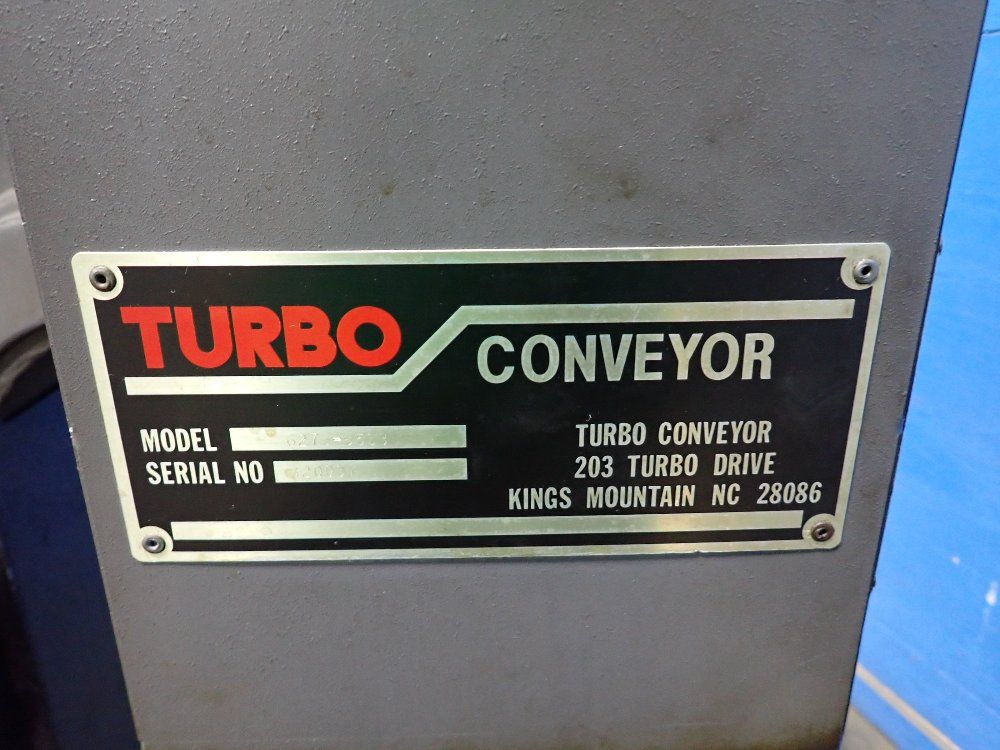 TURBO
CONVEYOR
MODEL
SERIAL NO
TURBO CONVEYOR
203 TURBO DRIVE
KINGS MOUNTAIN NC 28086